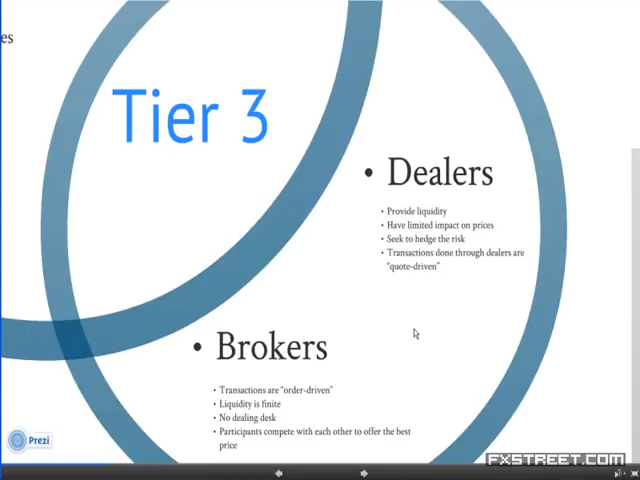 es
Tier 3
• Dealers
• Provide liquidity
• Have limited impact on prices
• Seek to hedge the risk
• Transactions done through dealers are
"quote-driven"
• Brokers
• Transactions are "order-driven"
• Liquidity is finite
• No dealing desk
• Participants compete with each other to offer the best
price
Prezi
FXSTREET.COM